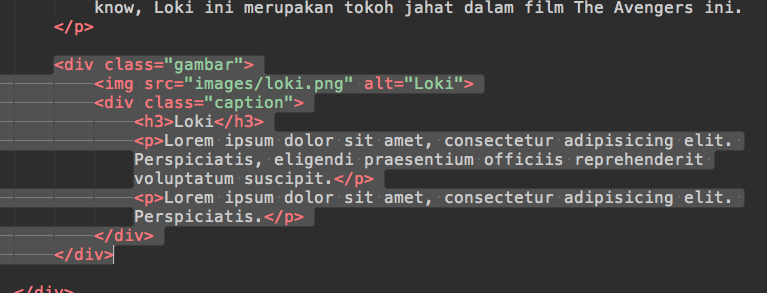 know, Loki ini merupakan tokoh jahat dalam film The Avengers ini.
</p>
<div class="gambar">
<img src="images/loki.png" alt="Loki">
<div class="caption">
<h3>Loki</h3>
<p>Lorem ipsum dolor sit amet, consectetur adipisicing elit.
Perspiciatis, eligendi praesentium officiis reprehenderit
voluptatum suscipit.</p>
<p>Lorem ipsum dolor sit amet, consectetur adipisicing elit.
Perspiciatis.</p>
</div>
</div>
</div>